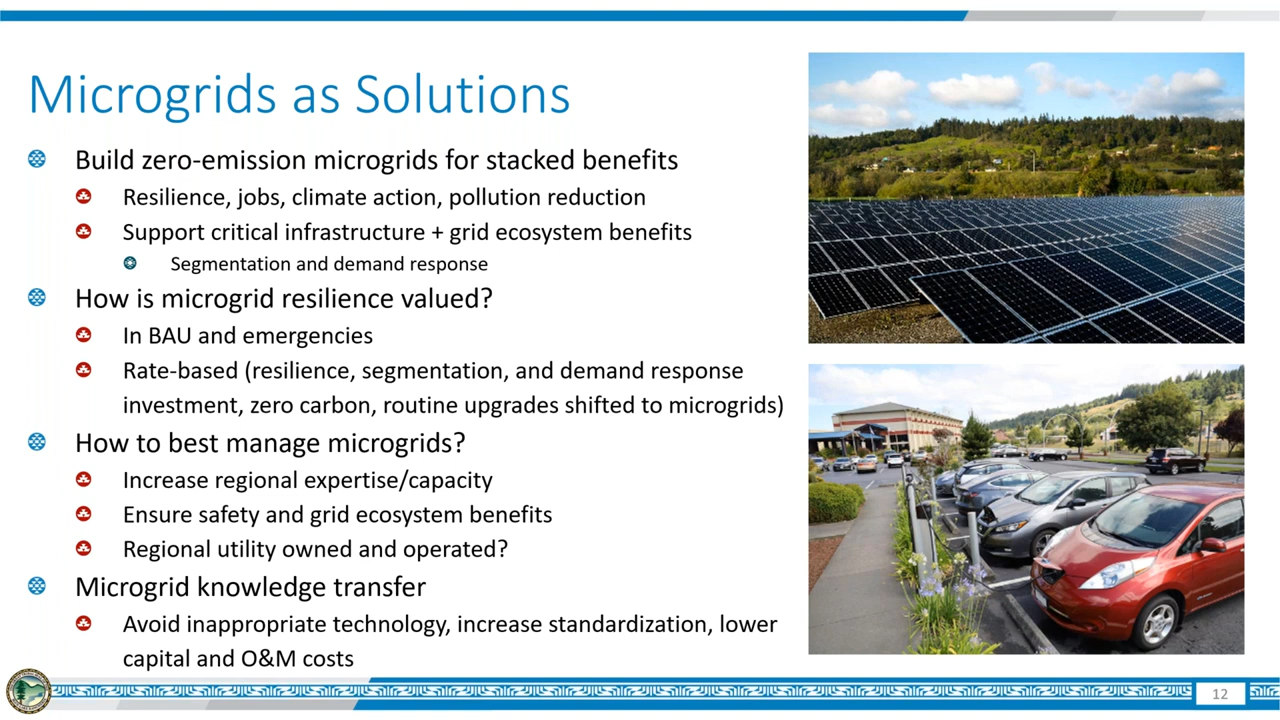 Microgrids as Solutions
Build zero-emission microgrids for stacked benefits
Resilience, jobs, climate action, pollution reduction
Support critical infrastructure + grid ecosystem benefits
Segmentation and demand response
How is microgrid resilience valued?
In BAU and emergencies
Rate-based (resilience, segmentation, and demand response
investment, zero carbon, routine upgrades shifted to microgrids)
How to best manage microgrids?
Increase regional expertise/capacity
Ensure safety and grid ecosystem benefits
Regional utility owned and operated?
Microgrid knowledge transfer
Avoid inappropriate technology, increase standardization, lower
capital and O&M costs
12